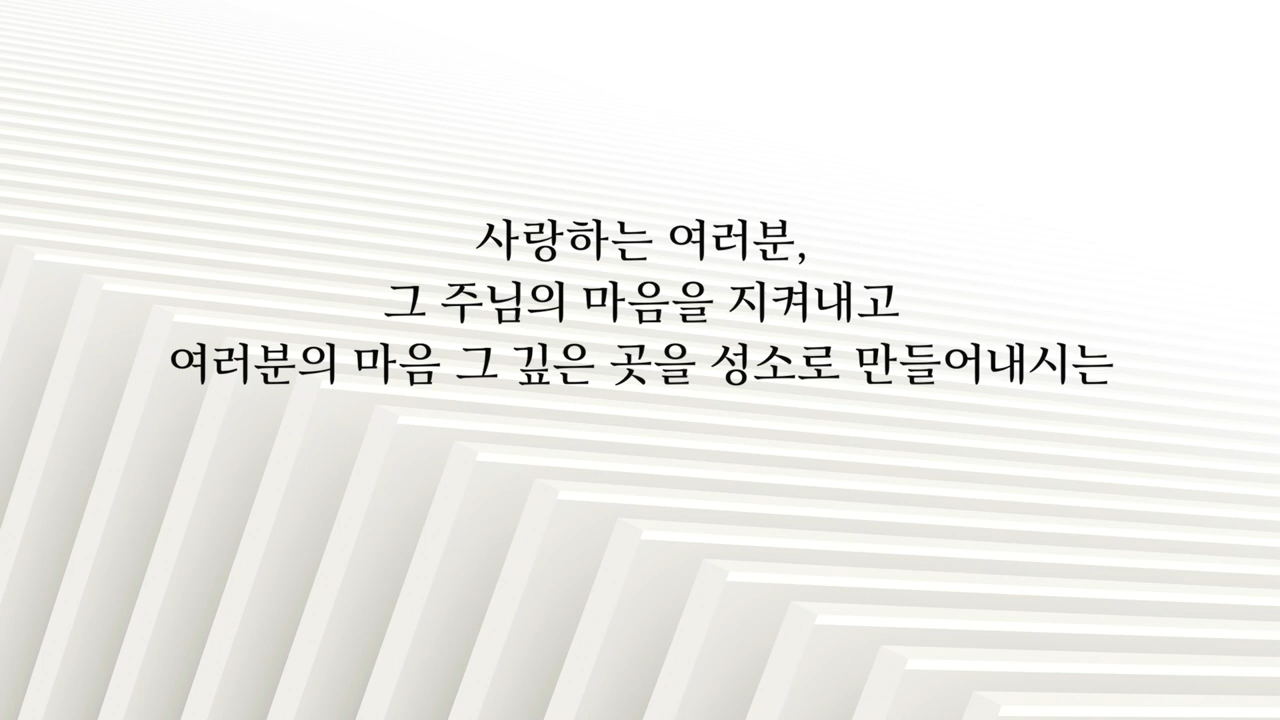 사랑하는 여러분,
그 주님의 마음을 지켜내고
여러분의 마음 그 깊은 곳을 성소로 만들어내시는